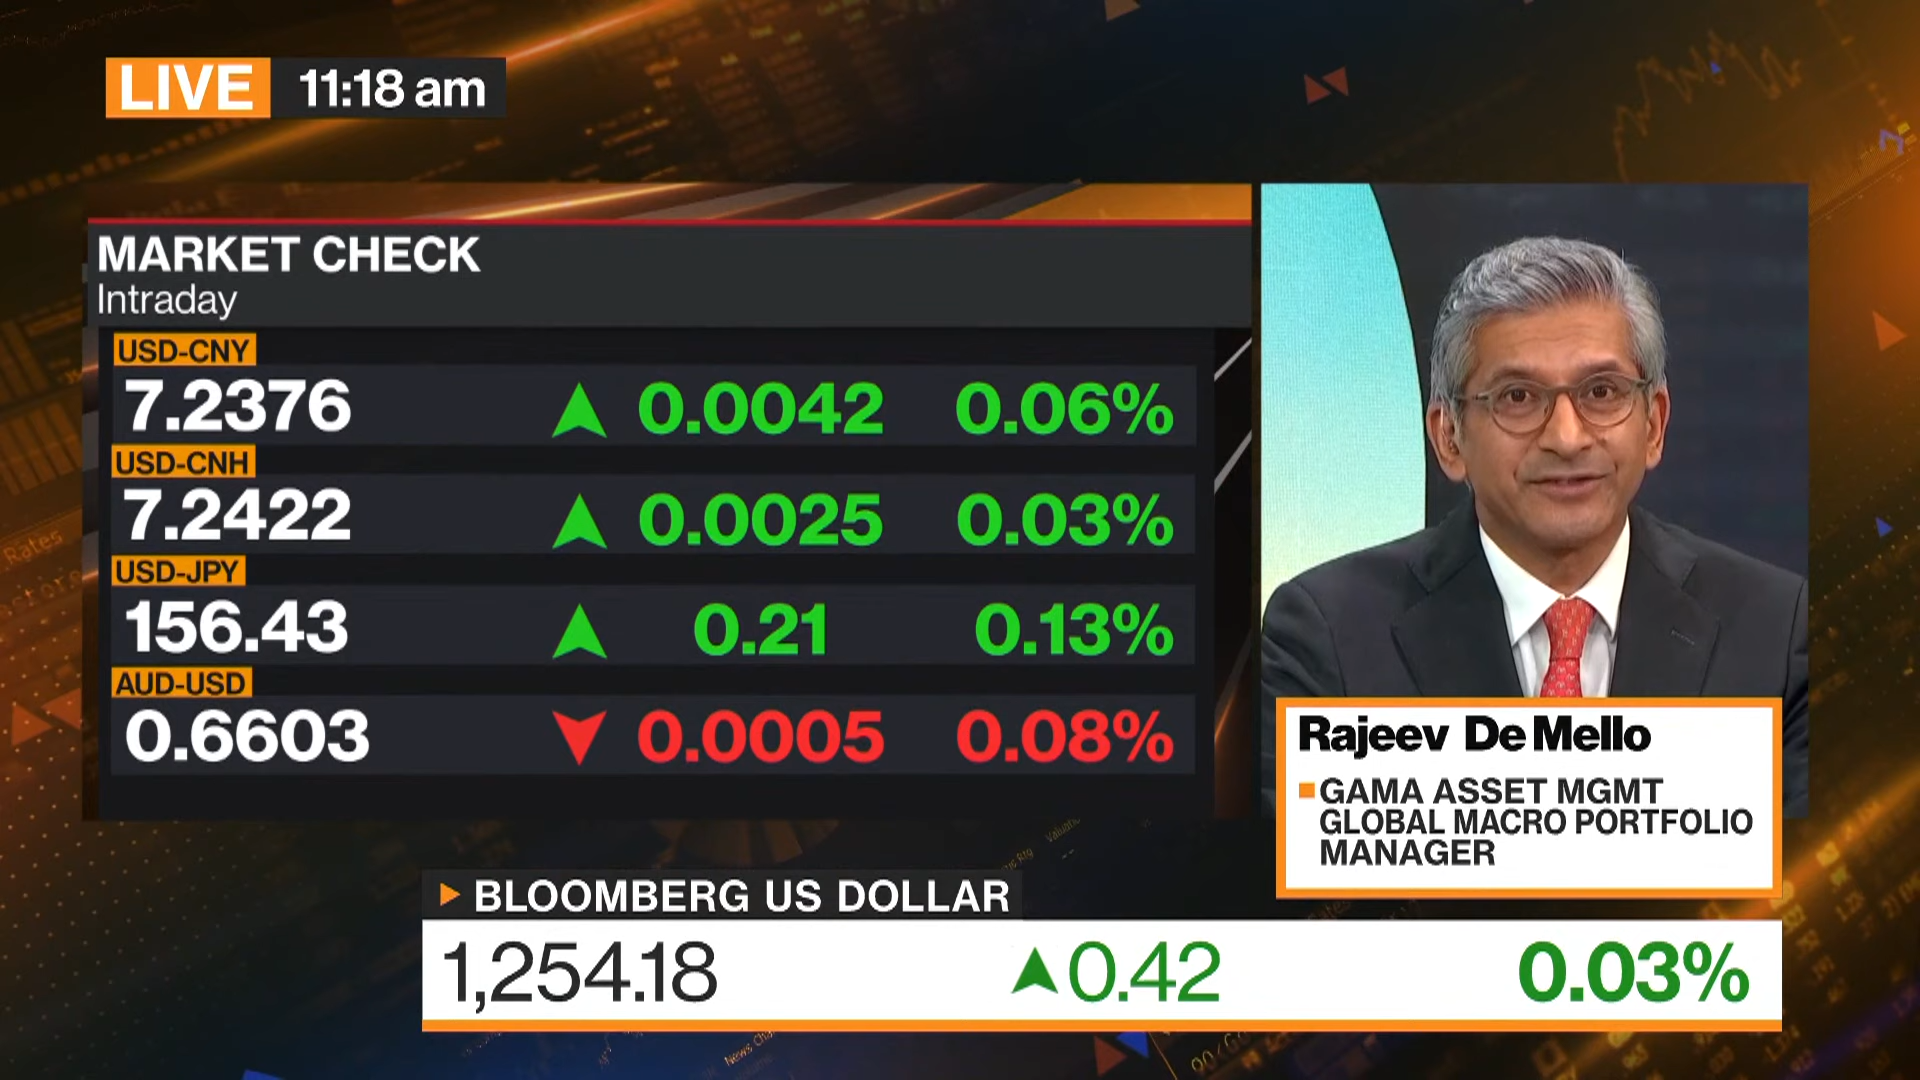 LIVE 11:18 am
MARKET CHECK
Intraday
USD-CNY
7.2376 ▲ 0.0042 0.06%
USD-CNH
7.2422 ▲ 0.0025 0.03%
USD-JPY
156.43 ▲ 0.21 0.13%
AUD-USD
0.6603 ▼ 0.0005 0.08%
Rajeev De Mello
GAMA ASSET MGMT
GLOBAL MACRO PORTFOLIO
MANAGER
BLOOMBERG US DOLLAR
1,254.18 ▲ 0.42 0.03%
Rates
News